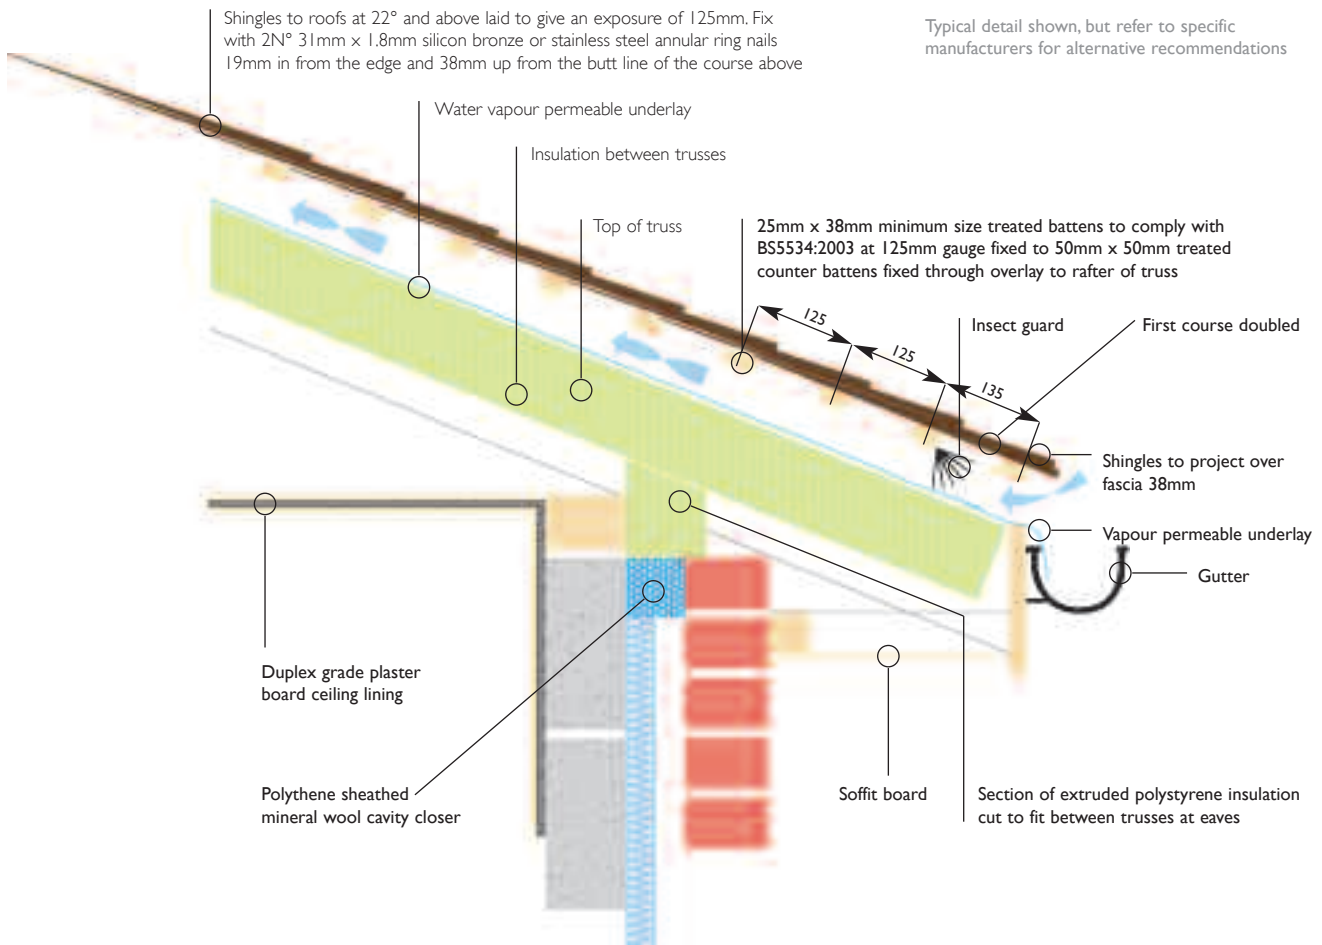 Shingles to roofs at 22° and above laid to give an exposure of 125mm. Fix
with 2N° 31mm x 1.8mm silicon bronze or stainless steel annular ring nails
19mm in from the edge and 38mm up from the butt line of the course above
Typical detail shown, but refer to specific
manufacturers for alternative recommendations
Water vapour permeable underlay
Insulation between trusses
Top of truss
25mm x 38mm minimum size treated battens to comply with
BS5534:2003 at 125mm gauge fixed to 50mm x 50mm treated
counter battens fixed through overlay to rafter of truss
125
125
135
Insect guard
First course doubled
Shingles to project over
fascia 38mm
Vapour permeable underlay
Gutter
Duplex grade plaster
board ceiling lining
Polythene sheathed
mineral wool cavity closer
Soffit board
Section of extruded polystyrene insulation
cut to fit between trusses at eaves